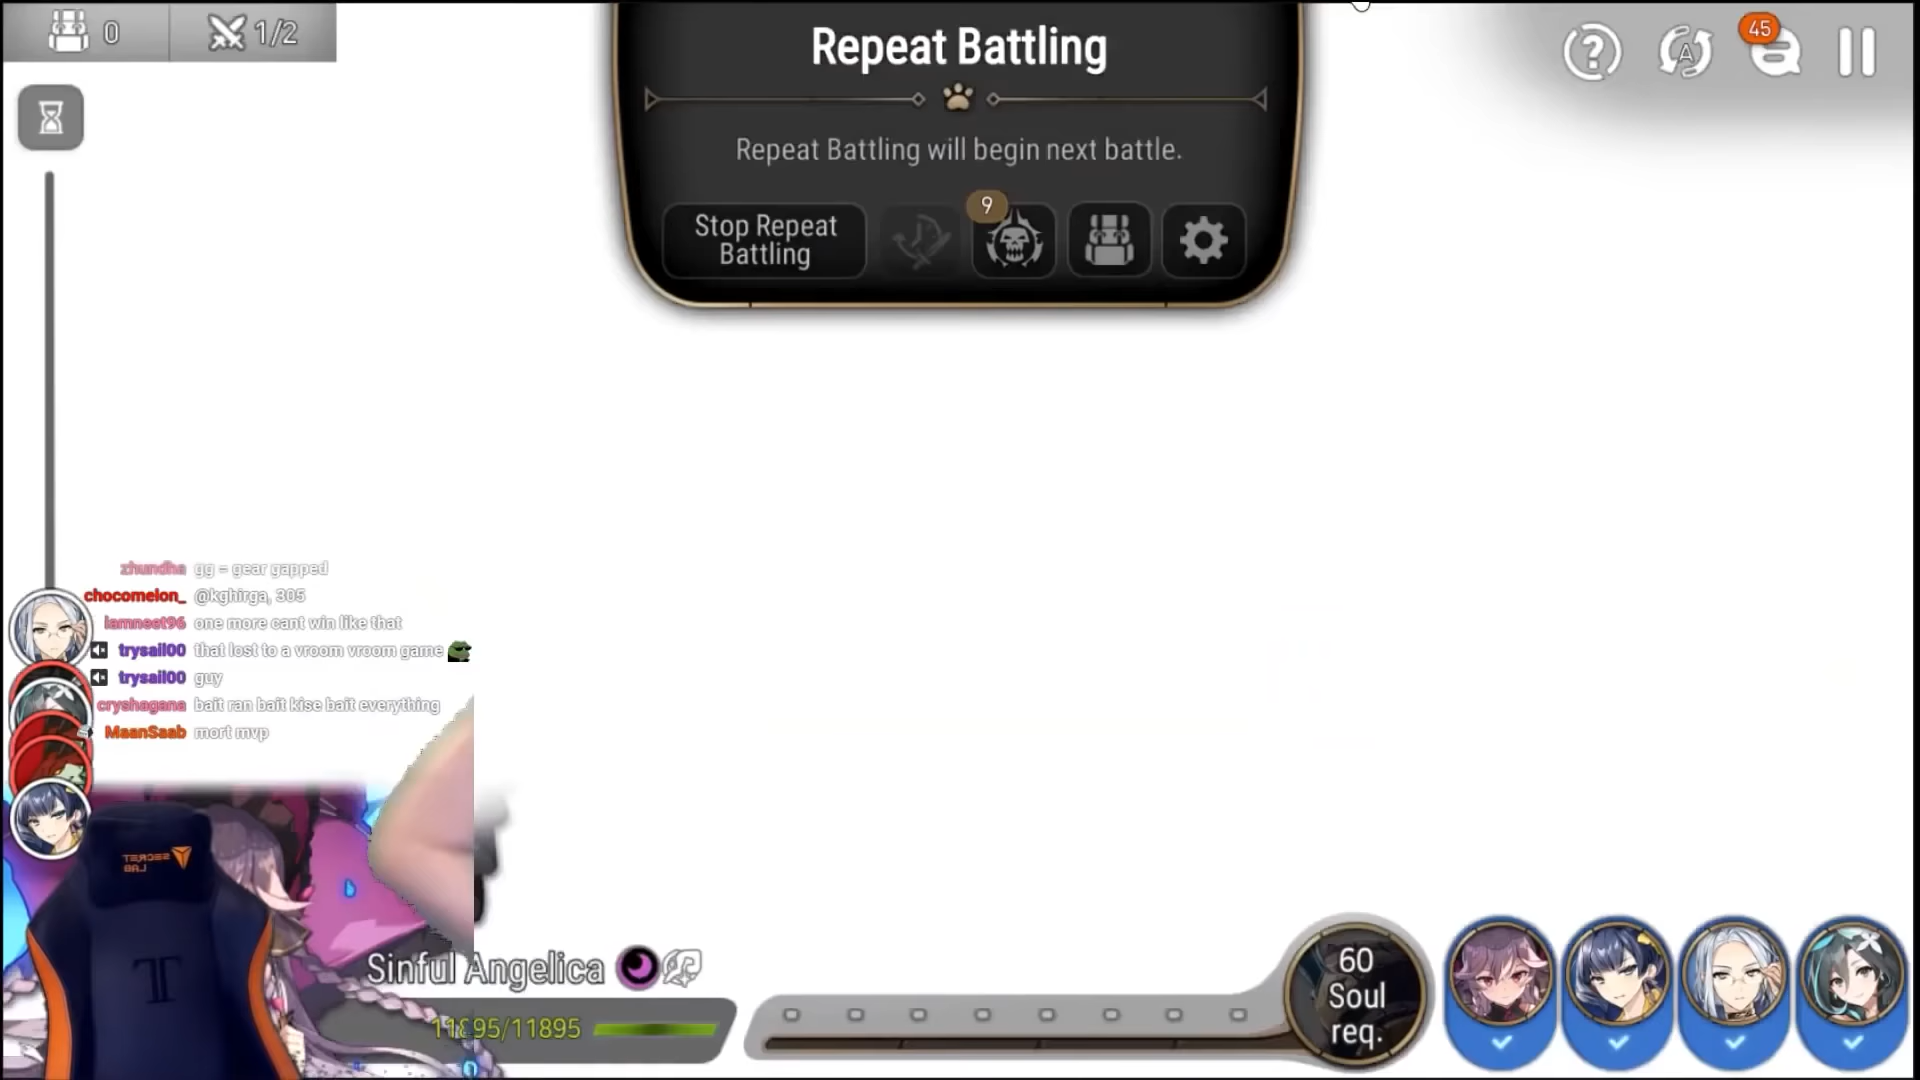 0
1/2
Repeat Battling
45
Repeat Battling will begin next battle.
9
Stop Repeat
Battling
zhundha gg = gear gapped
chocomelon_ @kghirga, 305
iamneet96 one more cant win like that
trysail00 that lost to a vroom vroom game
trysail00 guy
cryshagana bait ran bait kise bait everything
MaanSaab mort mvp
SECRET
LAB
Sinful Angelica
11895/11895
60
Soul
req.